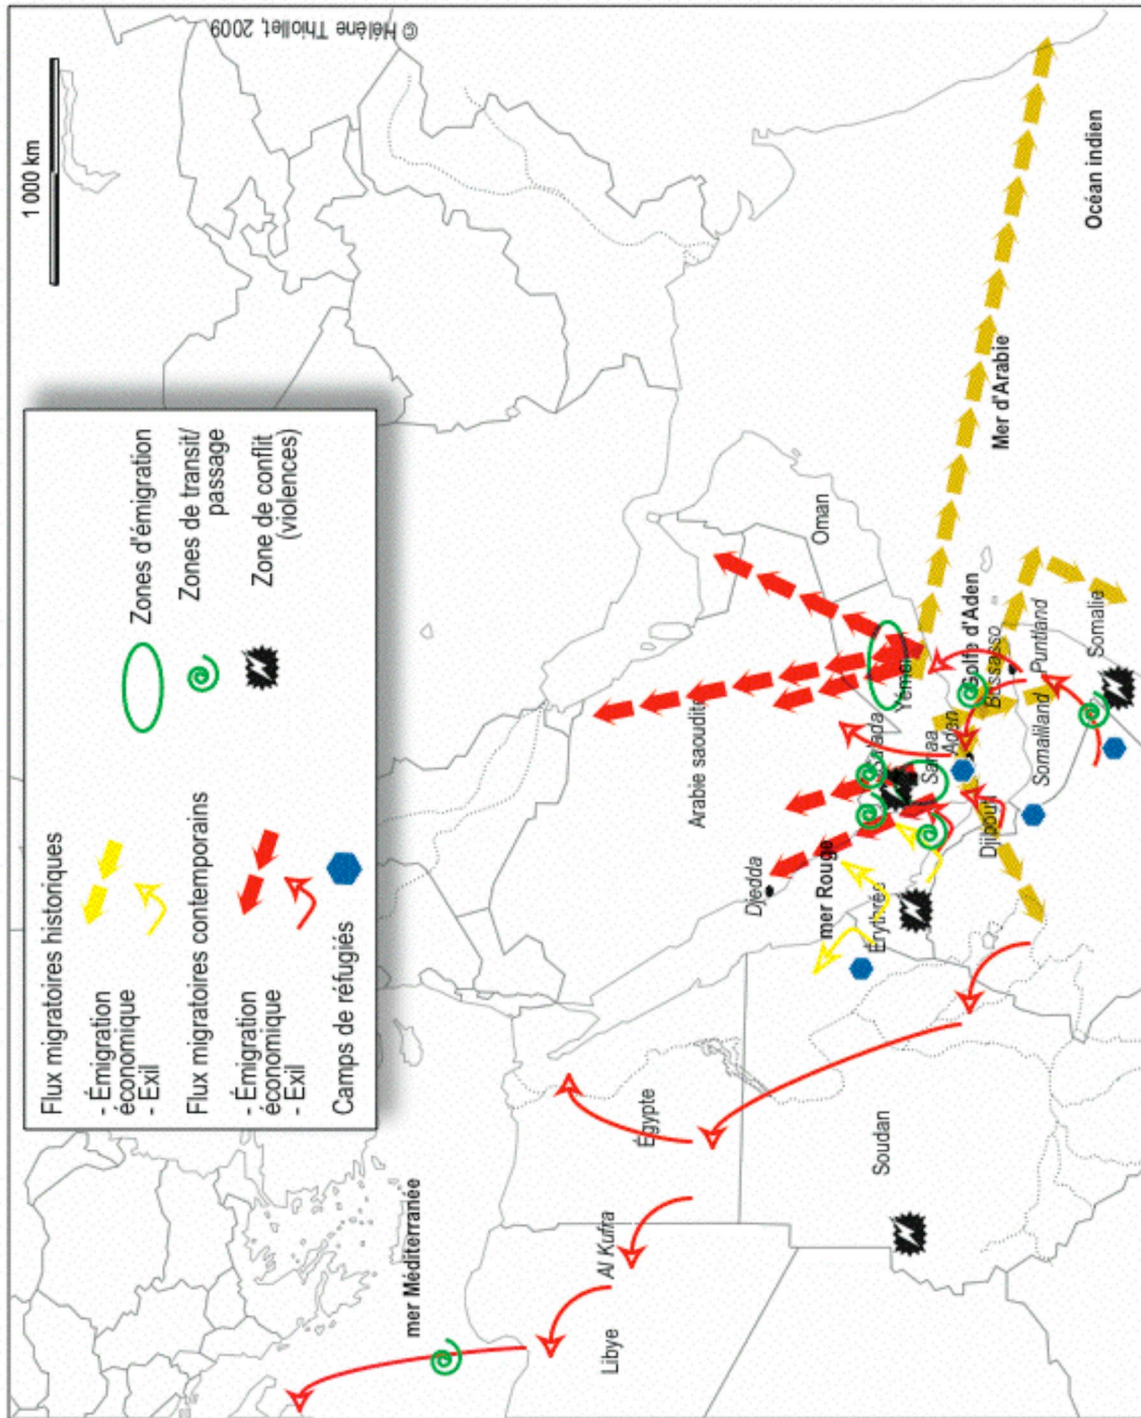 Flux migratoires historiques
- Émigration
économique
- Exil
Flux migratoires contemporains
- Émigration
économique
- Exil
Camps de réfugiés
Zones d'émigration
Zones de transit/
passage
Zone de conflit
(violences)
1 000 km
© Hélène Thiollet, 2009
mer Méditerranée
Libye
Al Kufra
Égypte
Soudan
Djedda
mer Rouge
Érythrée
Arabie saoudite
Saada
Sanaa
Aden
Yémen
Oman
Djibouti
Golfe d'Aden
Bossasso
Somaliland
Puntland
Somalie
Mer d'Arabie
Océan indien